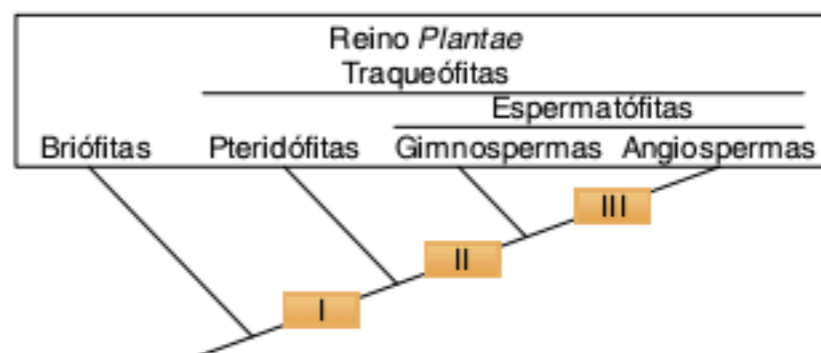 Reino Plantae
Traqueófitas
Espermatófitas
Briófitas Pteridófitas Gimnospermas Angiospermas
III
II
I